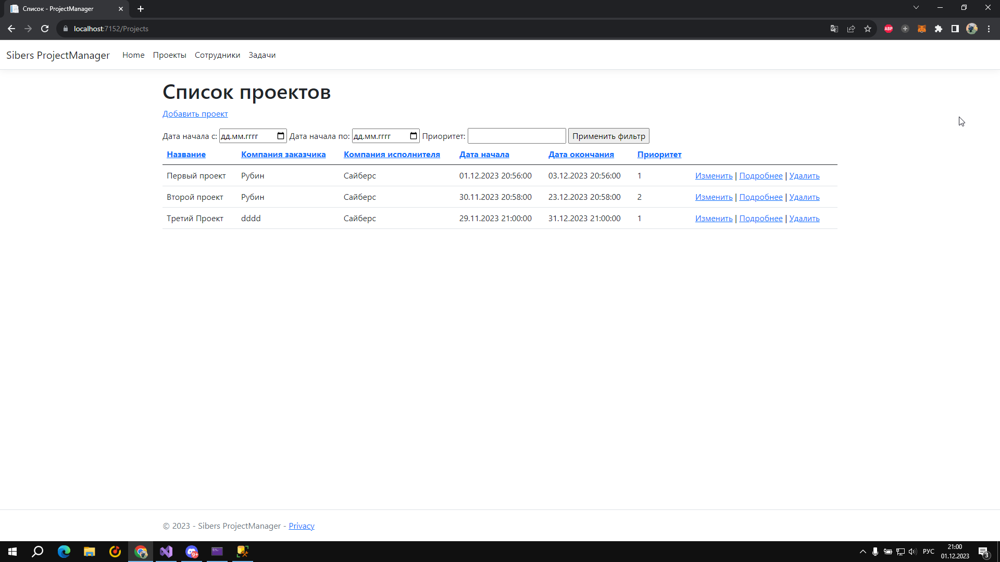 Список - ProjectManager
localhost:7152/Projects
ABP
Sibers ProjectManager Home Проекты Сотрудники Задачи
Список проектов
Добавить проект
Дата начала с: дд.мм.гггг Дата начала по: дд.мм.гггг Приоритет: Применить фильтр
Название Компания заказчика Компания исполнителя Дата начала Дата окончания Приоритет
Первый проект Рубин Сайберс 01.12.2023 20:56:00 03.12.2023 20:56:00 1 Изменить | Подробнее | Удалить
Второй проект Рубин Сайберс 30.11.2023 20:58:00 23.12.2023 20:58:00 2 Изменить | Подробнее | Удалить
Третий Проект dddd Сайберс 29.11.2023 21:00:00 31.12.2023 21:00:00 1 Изменить | Подробнее | Удалить
© 2023 - Sibers ProjectManager - Privacy
9+
РУС
21:00
01.12.2023
3